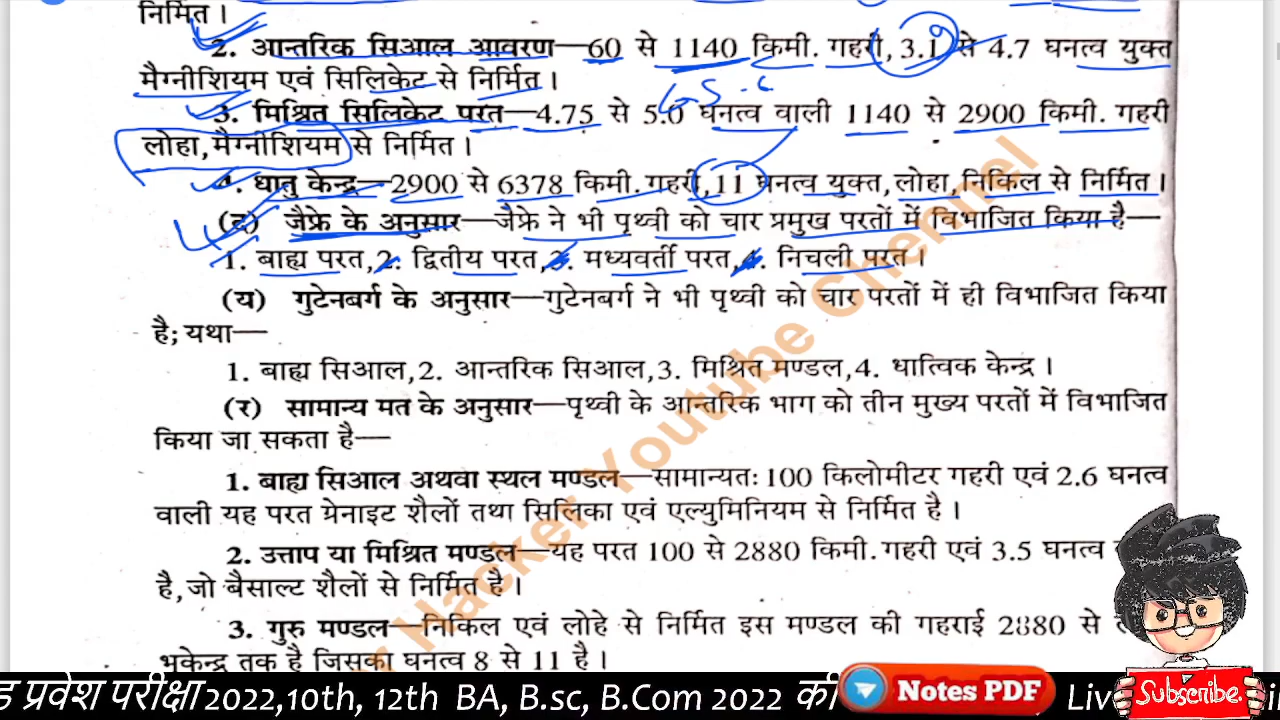 निर्मित।
2. आन्तरिक सिआल आवरण—60 से 1140 किमी. गहरी, 3.1 से 4.7 घनत्व युक्त
मैग्नीशियम एवं सिलिकेट से निर्मित।
3. मिश्रित सिलिकेट परत—4.75 से 5.0 घनत्व वाली 1140 से 2900 किमी. गहरी
लोहा, मैग्नीशियम से निर्मित।
4. धातु केन्द्र—2900 से 6378 किमी. गहरी, 11 घनत्व युक्त, लोहा, निकिल से निर्मित।
(द) जैफ्रे के अनुसार—जैफ्रे ने भी पृथ्वी को चार प्रमुख परतों में विभाजित किया है—
1. बाह्य परत, 2. द्वितीय परत, 3. मध्यवर्ती परत, 4. निचली परत।
(य) गुटेनबर्ग के अनुसार—गुटेनबर्ग ने भी पृथ्वी को चार परतों में ही विभाजित किया
है; यथा—
1. बाह्य सिआल, 2. आन्तरिक सिआल, 3. मिश्रित मण्डल, 4. धात्विक केन्द्र।
(र) सामान्य मत के अनुसार—पृथ्वी के आन्तरिक भाग को तीन मुख्य परतों में विभाजित
किया जा सकता है—
1. बाह्य सिआल अथवा स्थल मण्डल—सामान्यतः 100 किलोमीटर गहरी एवं 2.6 घनत्व
वाली यह परत ग्रेनाइट शैलों तथा सिलिका एवं एल्युमिनियम से निर्मित है।
2. उत्ताप या मिश्रित मण्डल—यह परत 100 से 2880 किमी. गहरी एवं 3.5 घनत्व
है, जो बैसाल्ट शैलों से निर्मित है।
3. गुरु मण्डल—निकिल एवं लोहे से निर्मित इस मण्डल की गहराई 2880 से
भूकेन्द्र तक है जिसका घनत्व 8 से 11 है।
Hacker Youtube Chennel
ड प्रवेश परीक्षा 2022,10th, 12th BA, B.sc, B.Com 2022 की
Notes PDF
Liv
Subscribe.